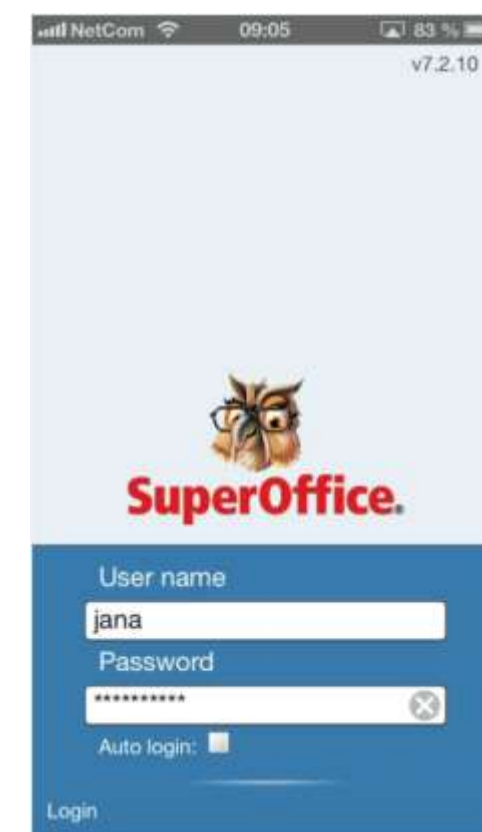 NetCom 09:05 83 %
v7.2.10
SuperOffice.
User name
jana
Password
**********
Auto login:
Login